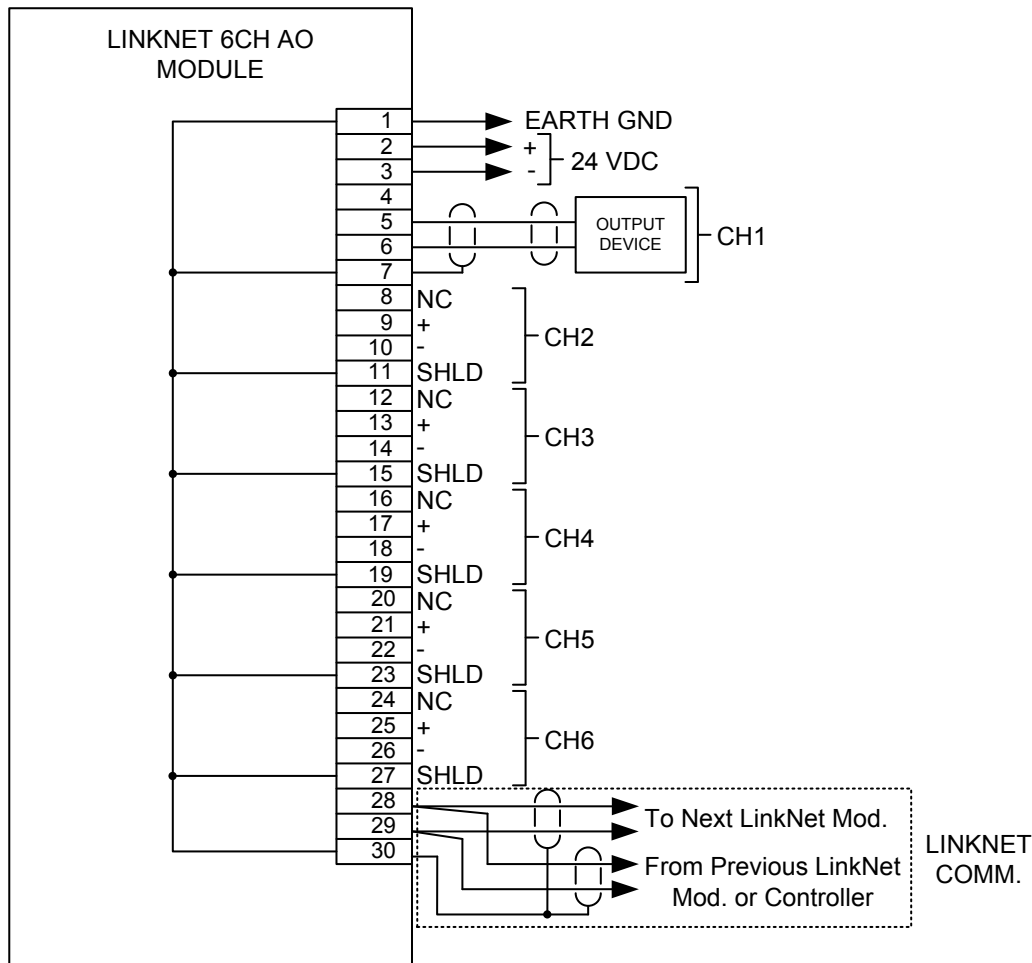 LINKNET 6CH AO
MODULE
1
EARTH GND
2
+
24 VDC
3
-
4
5
OUTPUT
DEVICE
CH1
6
7
8 NC
9 +
CH2
10 -
11 SHLD
12 NC
13 +
CH3
14 -
15 SHLD
16 NC
17 +
CH4
18 -
19 SHLD
20 NC
21 +
CH5
22 -
23 SHLD
24 NC
25 +
CH6
26 -
27 SHLD
28
To Next LinkNet Mod.
29
30
From Previous LinkNet
Mod. or Controller
LINKNET
COMM.